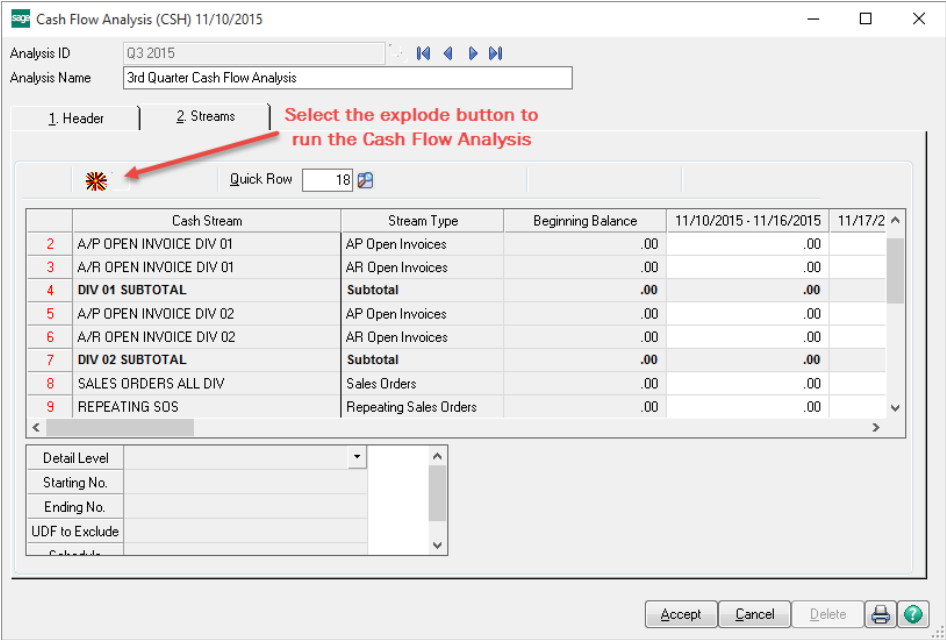 sage Cash Flow Analysis (CSH) 11/10/2015
Analysis ID Q3 2015
Analysis Name 3rd Quarter Cash Flow Analysis
1. Header 2. Streams
Select the explode button to
run the Cash Flow Analysis
Quick Row 18
Cash Stream Stream Type Beginning Balance 11/10/2015 - 11/16/2015 11/17/2
2 A/P OPEN INVOICE DIV 01 AP Open Invoices .00 .00
3 A/R OPEN INVOICE DIV 01 AR Open Invoices .00 .00
4 DIV 01 SUBTOTAL Subtotal .00 .00
5 A/P OPEN INVOICE DIV 02 AP Open Invoices .00 .00
6 A/R OPEN INVOICE DIV 02 AR Open Invoices .00 .00
7 DIV 02 SUBTOTAL Subtotal .00 .00
8 SALES ORDERS ALL DIV Sales Orders .00 .00
9 REPEATING SOS Repeating Sales Orders .00 .00
Detail Level
Starting No.
Ending No.
UDF to Exclude
Schedule
Accept Cancel Delete